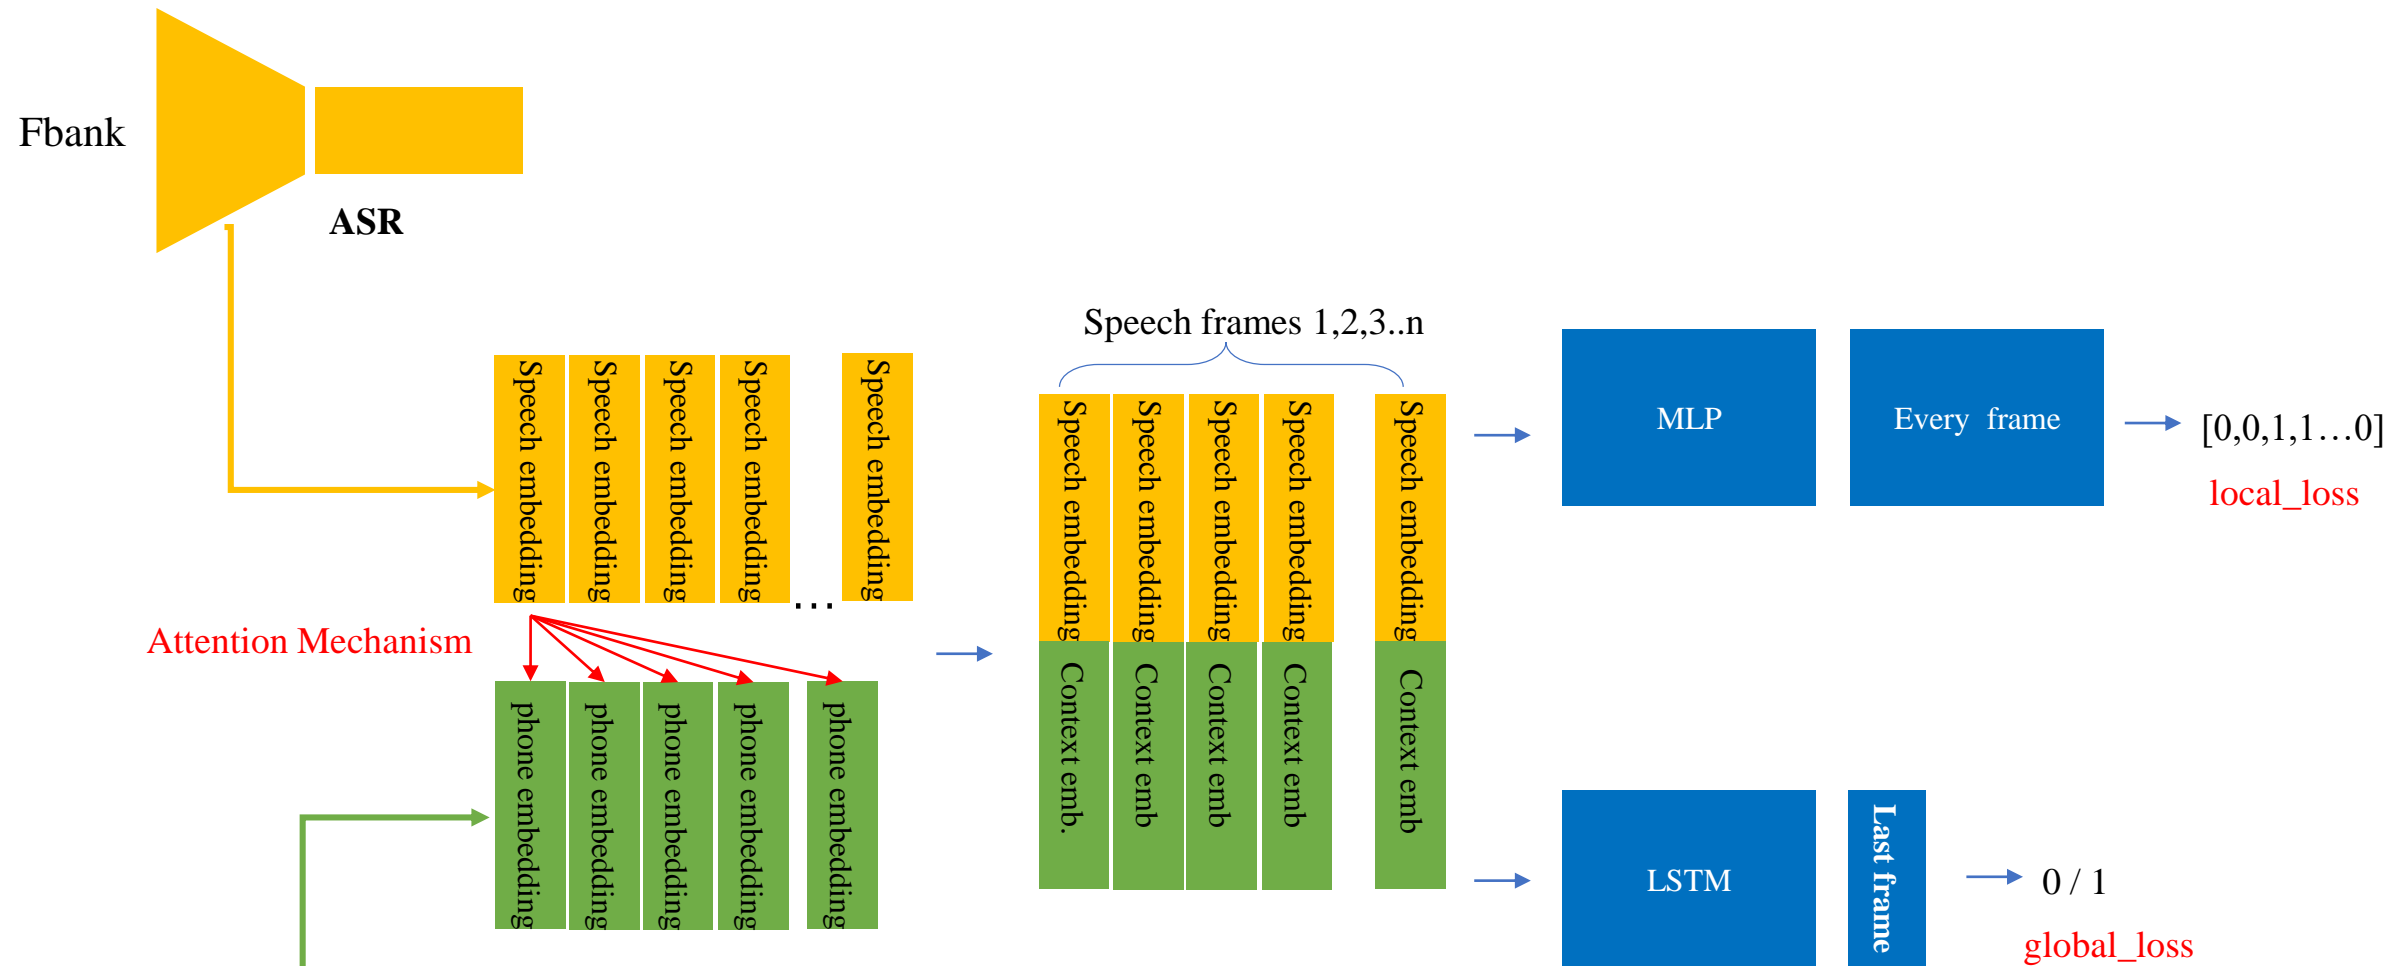 Fbank
ASR
Speech frames 1,2,3..n
Speech embedding
Speech embedding
Speech embedding
Speech embedding
…
Speech embedding
Attention Mechanism
phone embedding
phone embedding
phone embedding
phone embedding
phone embedding
Speech embedding
Speech embedding
Speech embedding
Speech embedding
Speech embedding
Context emb.
Context emb
Context emb
Context emb
Context emb
MLP
Every frame
[0,0,1,1…0]
local_loss
LSTM
Last frame
0 / 1
global_loss